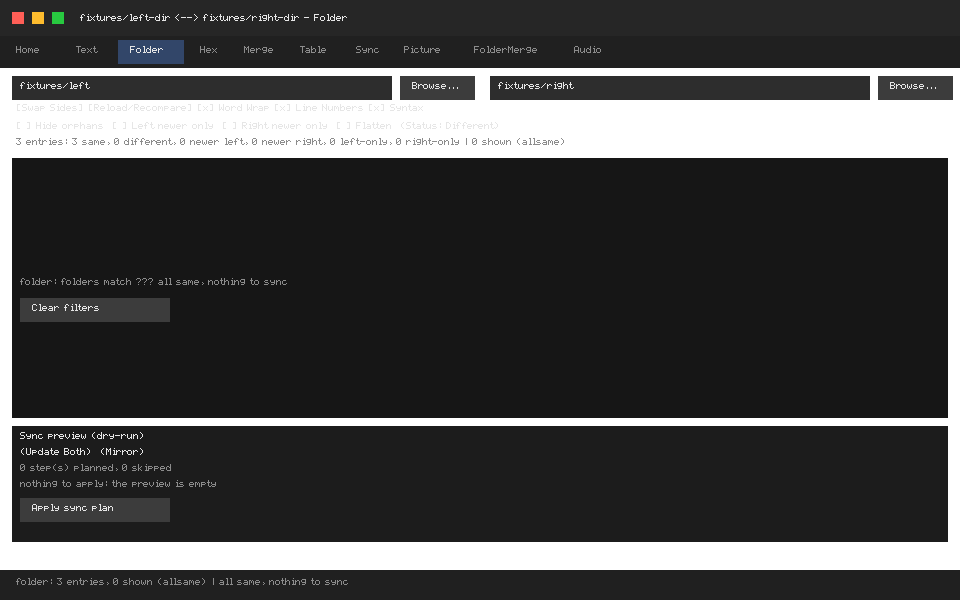 fixtures/left-dir <--> fixtures/right-dir - Folder
Home Text Folder Hex Merge Table Sync Picture FolderMerge Audio
fixtures/left Browse... fixtures/right Browse...
[Swap Sides] [Reload/Recompare] [x] Word Wrap [x] Line Numbers [x] Syntax
[ ] Hide orphans [ ] Left newer only [ ] Right newer only [ ] Flatten (Status: Different)
3 entries: 3 same, 0 different, 0 newer left, 0 newer right, 0 left-only, 0 right-only | 0 shown (allsame)
folder: folders match ??? all same, nothing to sync
Clear filters
Sync preview (dry-run)
(Update Both) (Mirror)
0 step(s) planned, 0 skipped
nothing to apply: the preview is empty
Apply sync plan
folder: 3 entries, 0 shown (allsame) | all same, nothing to sync